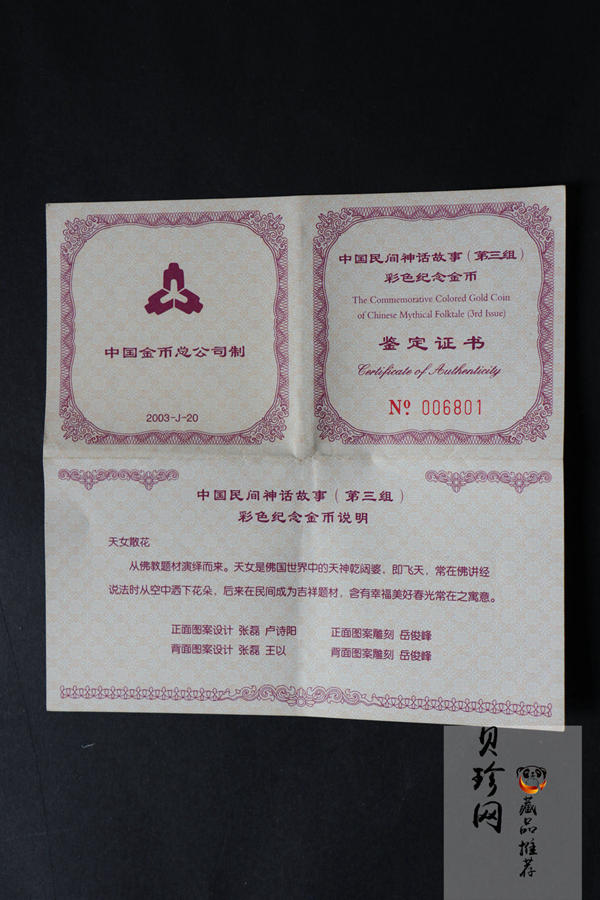 中国金币总公司制
2003-J-20
中国民间神话故事（第三组）
彩色纪念金币
The Commemorative Colored Gold Coin
of Chinese Mythical Folktale (3rd Issue)
鉴定证书
Certificate of Authenticity
Nº 006801
中国民间神话故事（第三组）
彩色纪念金币说明
天女散花
从佛教题材演绎而来。天女是佛国世界中的天神乾闼婆，即飞天，常在佛讲经
说法时从空中洒下花朵，后来在民间成为吉祥题材，含有幸福美好春光常在之寓意。
正面图案设计 张磊 卢诗阳 正面图案雕刻 岳俊峰
背面图案设计 张磊 王以 背面图案雕刻 岳俊峰
贝珍网
藏品推荐